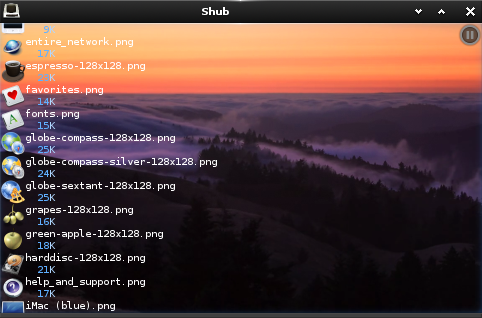 Shub
9K
entire_network.png
17K
espresso-128x128.png
23K
favorites.png
14K
fonts.png
15K
globe-compass-128x128.png
25K
globe-compass-silver-128x128.png
24K
globe-sextant-128x128.png
25K
grapes-128x128.png
16K
green-apple-128x128.png
18K
harddisc-128x128.png
21K
help_and_support.png
17K
iMac (blue).png